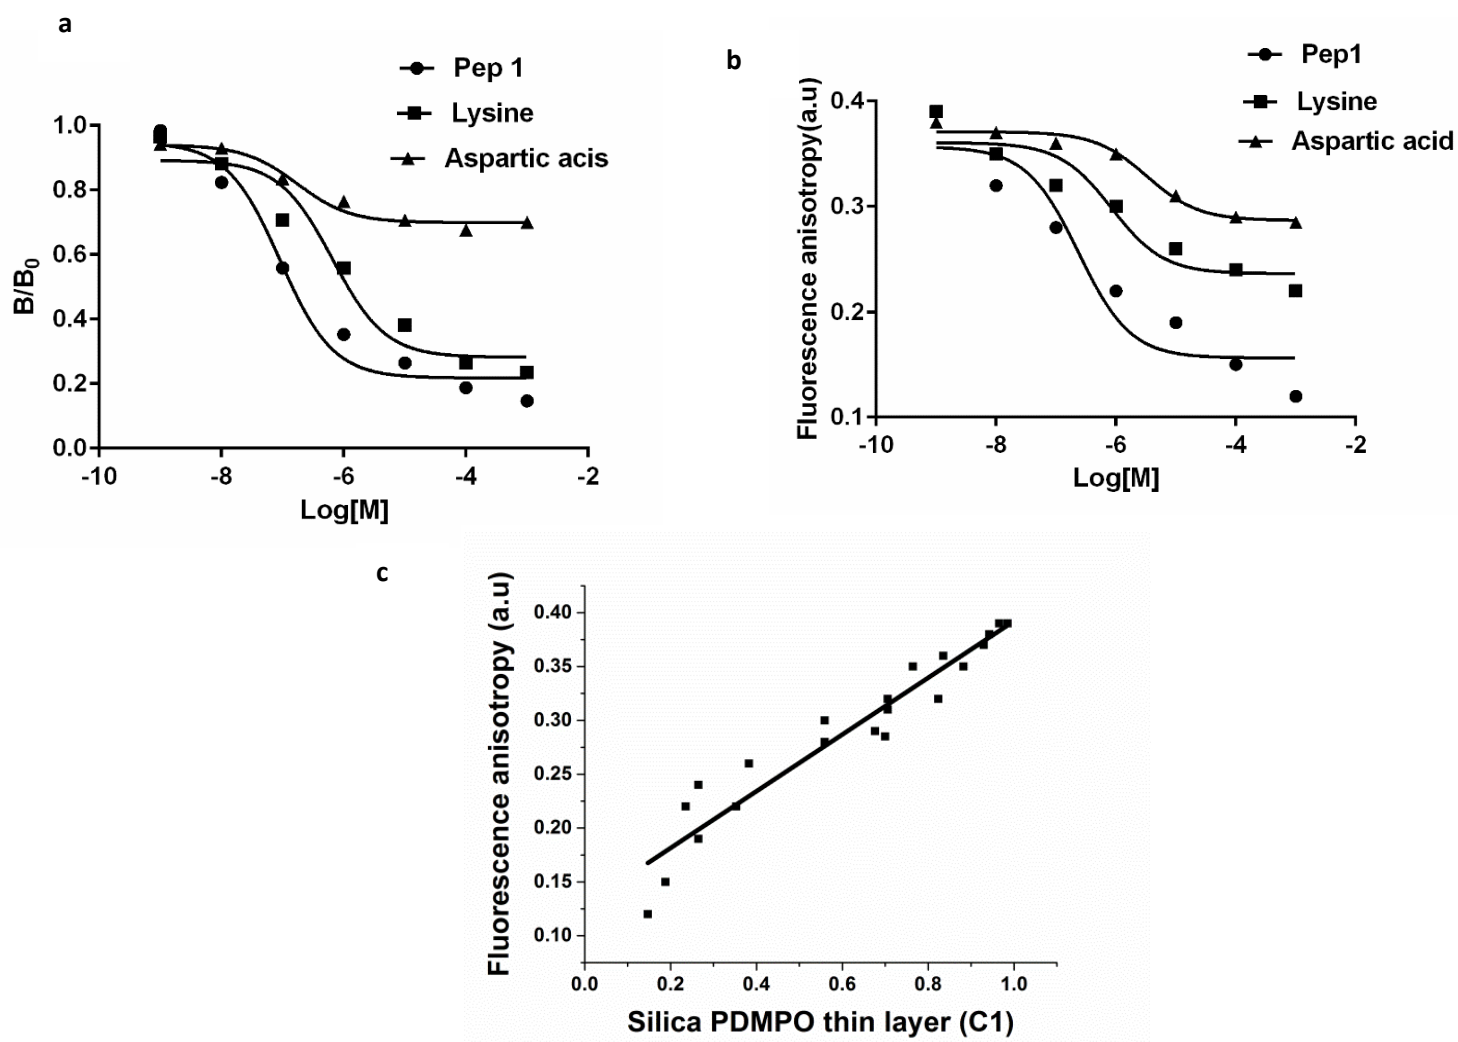 a
Pep 1
Lysine
Aspartic acis
1.0
0.8
0.6
0.4
0.2
0.0
B/B0
-10 -8 -6 -4 -2
Log[M]
b
Pep1
Lysine
Aspartic acid
0.4
0.3
0.2
0.1
Fluorescence anisotropy(a.u)
-10 -8 -6 -4 -2
Log[M]
c
0.40
0.35
0.30
0.25
0.20
0.15
0.10
Fluorescence anisotropy (a.u)
0.0 0.2 0.4 0.6 0.8 1.0
Silica PDMPO thin layer (C1)